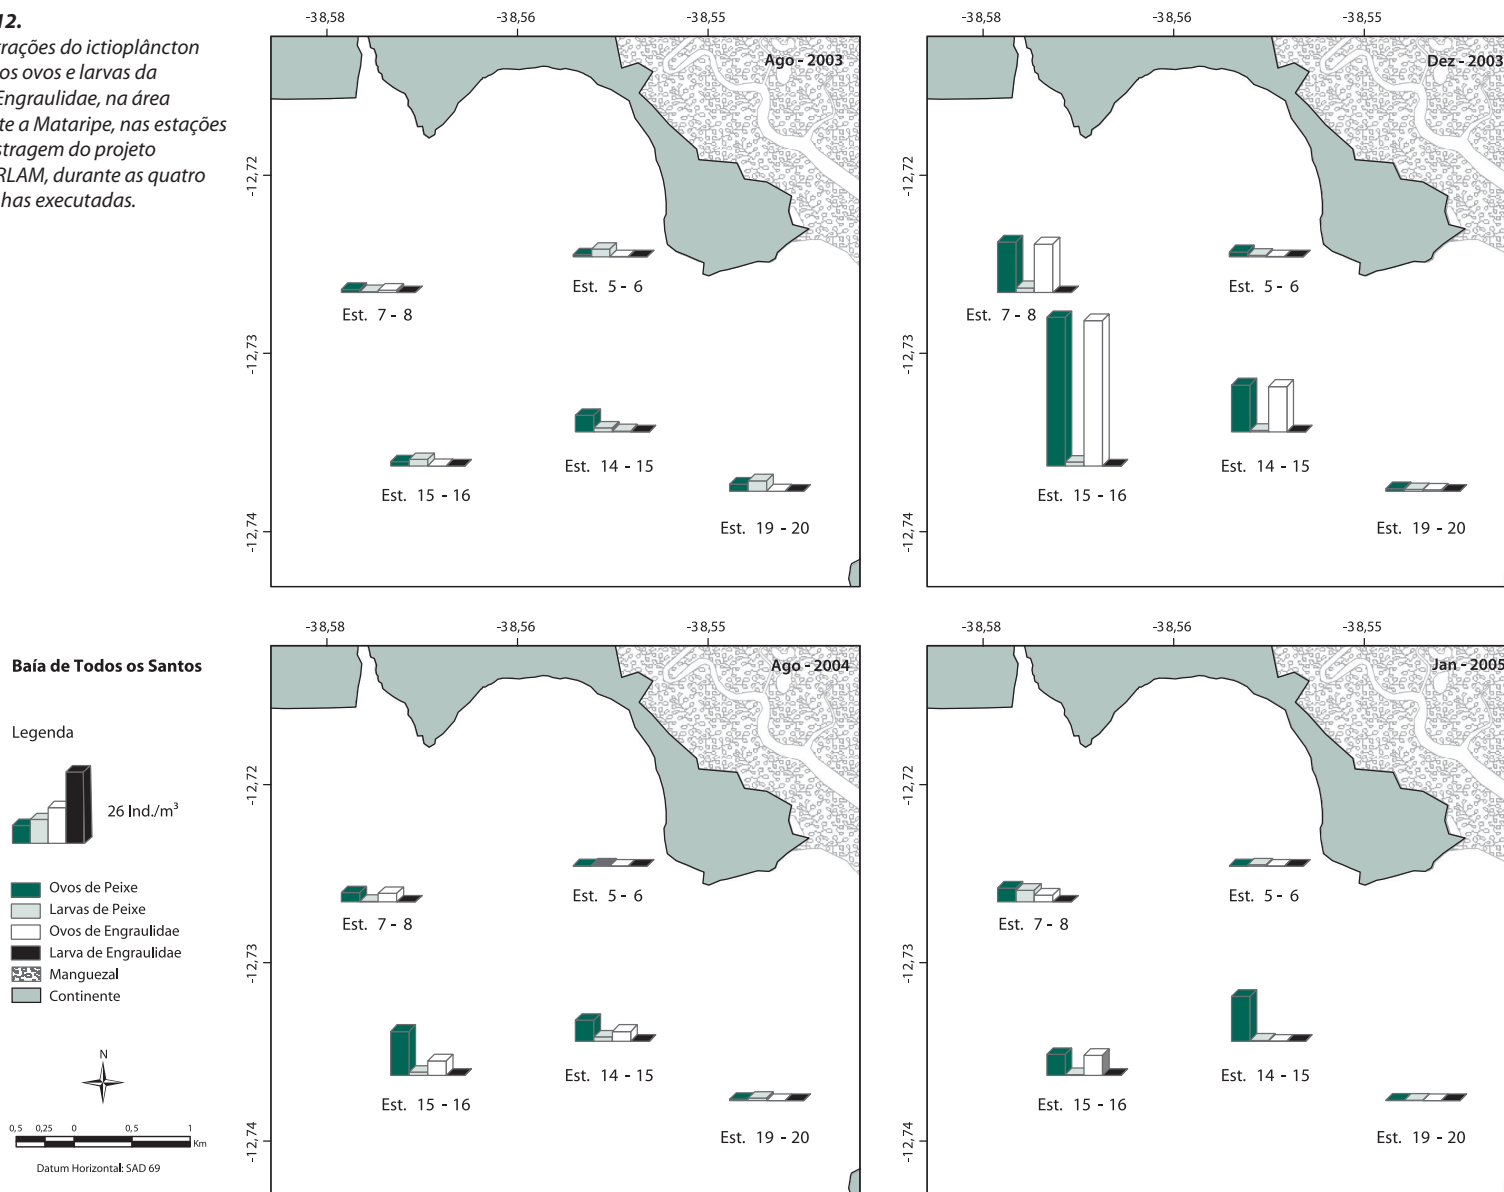 12.
rações do ictioplâncton
os ovos e larvas da
Engraulidae, na área
te a Mataripe, nas estações
stragem do projeto
RLAM, durante as quatro
has executadas.
-38,58 -38,56 -38,55
Ago - 2003
-12,72
-12,73
-12,74
Est. 5 - 6
Est. 7 - 8
Est. 14 - 15
Est. 15 - 16
Est. 19 - 20
-38,58 -38,56 -38,55
Dez - 2003
-12,72
-12,73
-12,74
Est. 5 - 6
Est. 7 - 8
Est. 14 - 15
Est. 15 - 16
Est. 19 - 20
Baía de Todos os Santos
Legenda
26 Ind./m³
Ovos de Peixe
Larvas de Peixe
Ovos de Engraulidae
Larva de Engraulidae
Manguezal
Continente
N
0,5 0,25 0 0,5 1
Km
Datum Horizontal: SAD 69
-38,58 -38,56 -38,55
Ago - 2004
-12,72
-12,73
-12,74
Est. 5 - 6
Est. 7 - 8
Est. 14 - 15
Est. 15 - 16
Est. 19 - 20
-38,58 -38,56 -38,55
Jan - 2005
-12,72
-12,73
-12,74
Est. 5 - 6
Est. 7 - 8
Est. 14 - 15
Est. 15 - 16
Est. 19 - 20